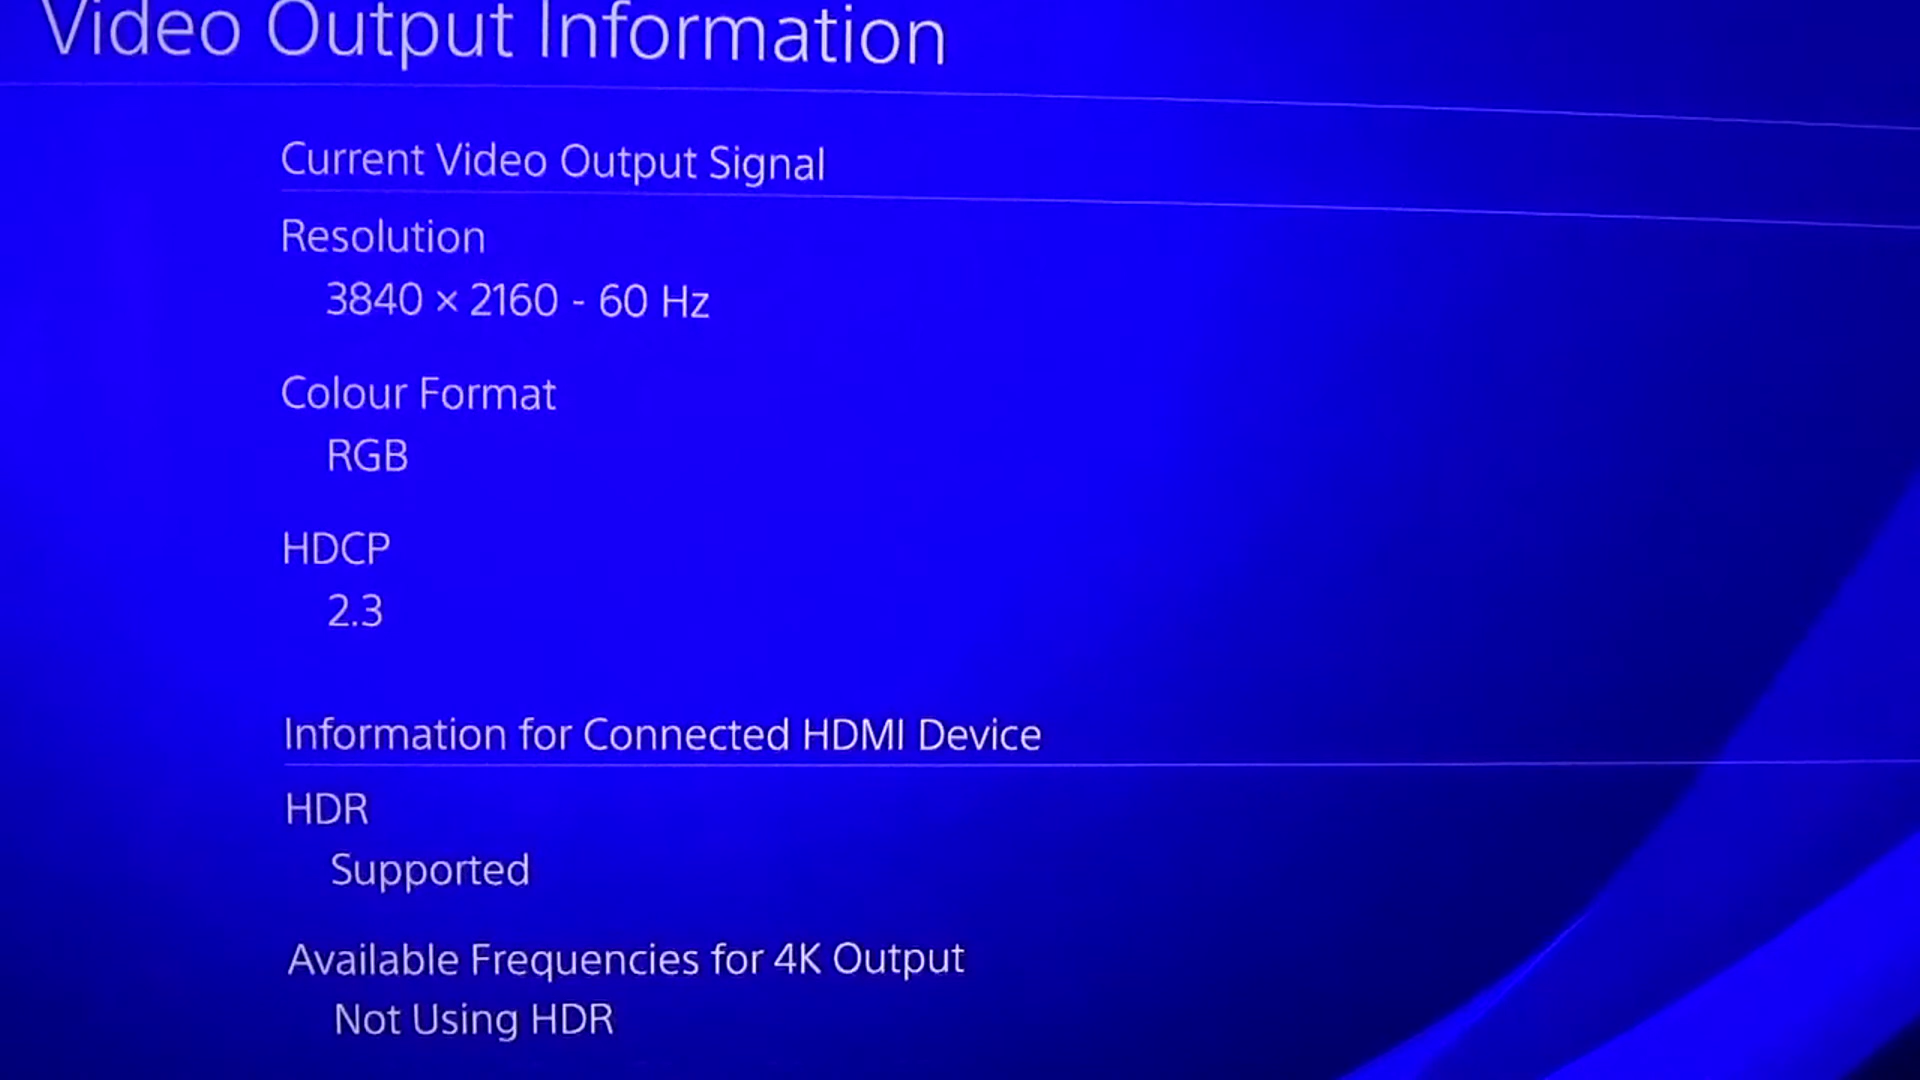 Video Output Information
Current Video Output Signal
Resolution
3840 × 2160 - 60 Hz
Colour Format
RGB
HDCP
2.3
Information for Connected HDMI Device
HDR
Supported
Available Frequencies for 4K Output
Not Using HDR